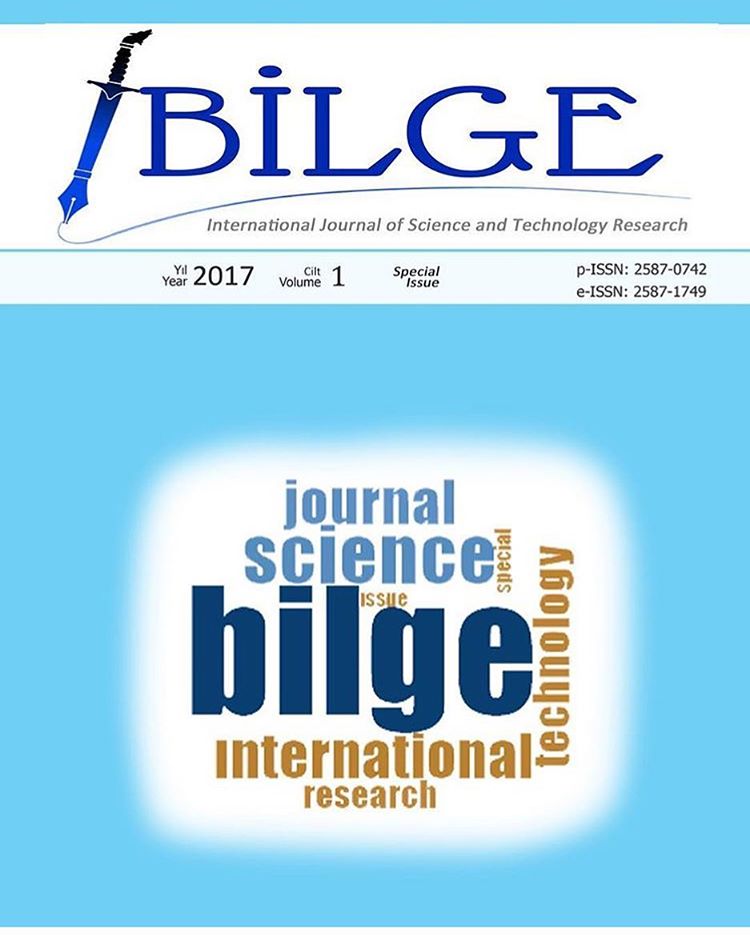 BİLGE
International Journal of Science and Technology Research
Yıl
Year 2017
Cilt
Volume 1
Special
Issue
p-ISSN: 2587-0742
e-ISSN: 2587-1749
journal
science
special
issue
bilge
technology
ınternational
research